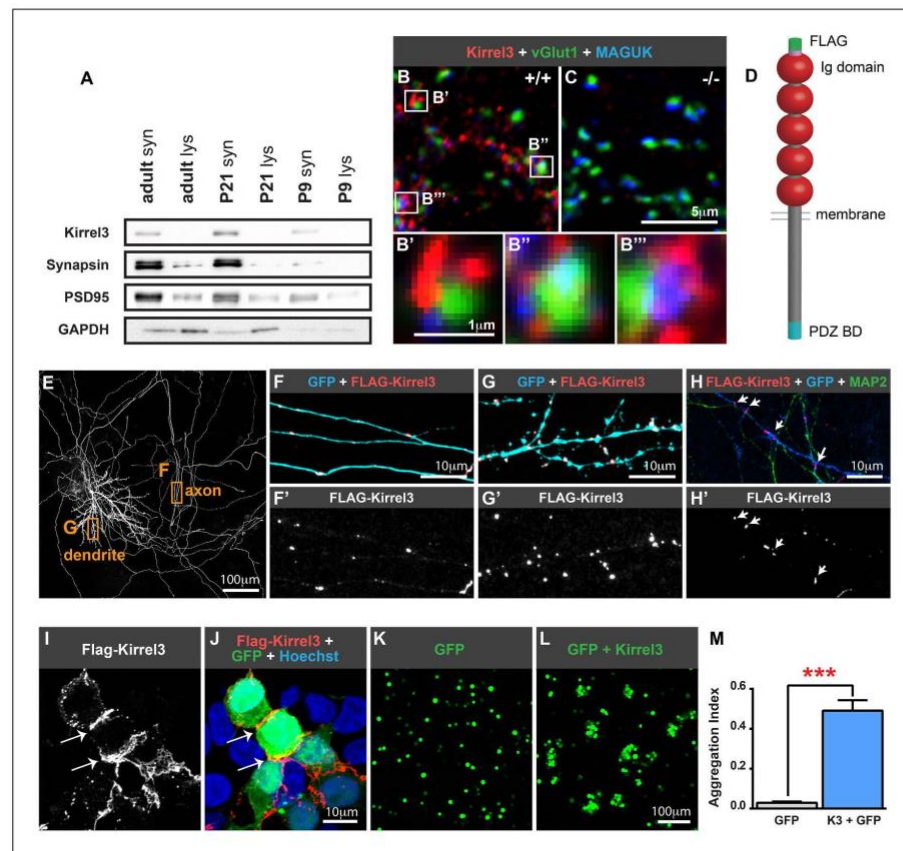 A
adult syn
adult lys
P21 syn
P21 lys
P9 syn
P9 lys
Kirrel3
Synapsin
PSD95
GAPDH
Kirrel3 + vGlut1 + MAGUK
B
+/+
B'
B''
B'''
C
-/-
5μm
B'
1μm
B''
B'''
D
FLAG
Ig domain
membrane
PDZ BD
E
F
axon
G
dendrite
100μm
F
GFP + FLAG-Kirrel3
10μm
F'
FLAG-Kirrel3
G
GFP + FLAG-Kirrel3
10μm
G'
FLAG-Kirrel3
H
FLAG-Kirrel3 + GFP + MAP2
10μm
H'
FLAG-Kirrel3
I
Flag-Kirrel3
J
Flag-Kirrel3 +
GFP + Hoechst
10μm
K
GFP
L
GFP + Kirrel3
100μm
M
***
Aggregation Index
0.6
0.4
0.2
0.0
GFP
K3 + GFP